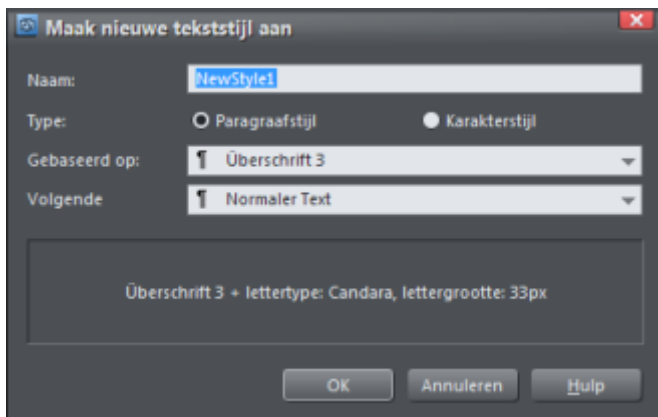 Maak nieuwe tekststijl aan
Naam: NewStyle1
Type: Paragraafstijl Karakterstijl
Gebaseerd op: ¶ Überschrift 3
Volgende ¶ Normaler Text
Überschrift 3 + lettertype: Candara, lettergrootte: 33px
OK Annuleren Hulp